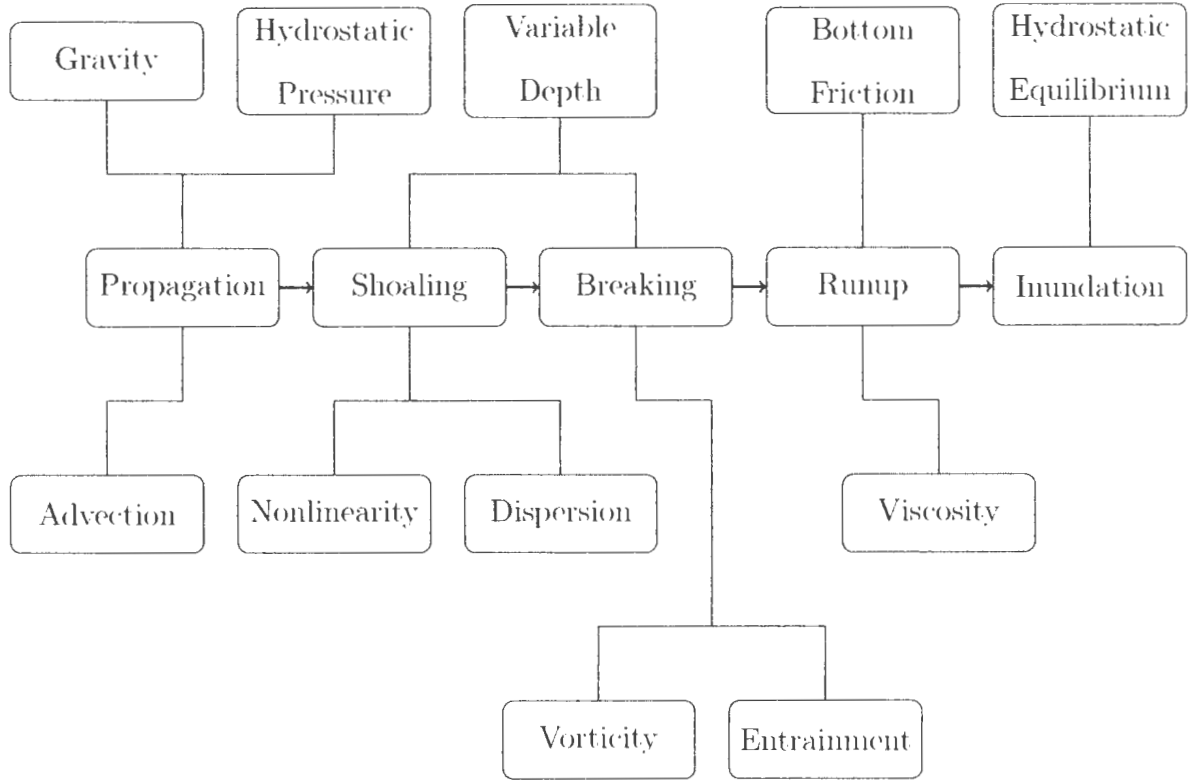 Gravity
Hydrostatic
Pressure
Variable
Depth
Bottom
Friction
Hydrostatic
Equilibrium
Propagation
Shoaling
Breaking
Runup
Inundation
Advection
Nonlinearity
Dispersion
Viscosity
Vorticity
Entrainment